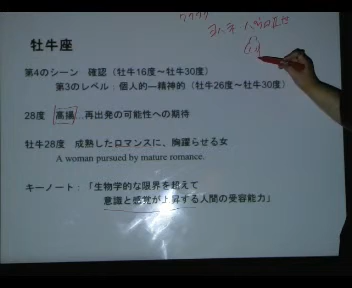 ワクワク
牡牛座
第4のシーン　確認（牡牛16度～牡牛30度）
第3のレベル：個人的―精神的（牡牛26度～牡牛30度）
28度　高揚…再出発の可能性への期待
牡牛28度　成熟したロマンスに、胸躍らせる女
A woman pursued by mature romance.
キーノート：「生物学的な限界を超えて
意識と感覚が上昇する人間の受容能力」